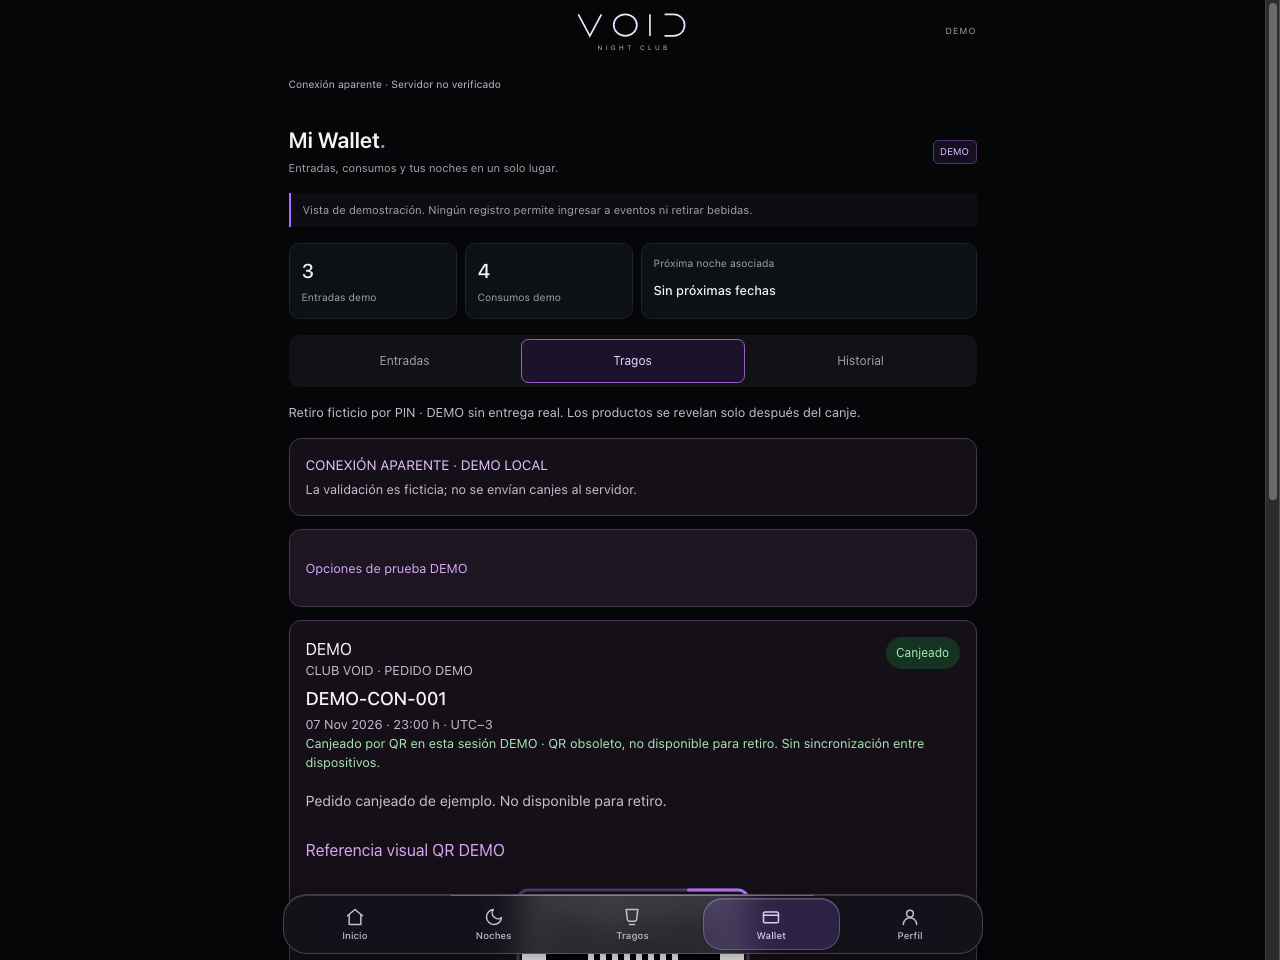 VOID
NIGHT CLUB
DEMO
Conexión aparente · Servidor no verificado
Mi Wallet.
Entradas, consumos y tus noches en un solo lugar.
DEMO
Vista de demostración. Ningún registro permite ingresar a eventos ni retirar bebidas.
3
Entradas demo
4
Consumos demo
Próxima noche asociada
Sin próximas fechas
Entradas
Tragos
Historial
Retiro ficticio por PIN · DEMO sin entrega real. Los productos se revelan solo después del canje.
CONEXIÓN APARENTE · DEMO LOCAL
La validación es ficticia; no se envían canjes al servidor.
Opciones de prueba DEMO
DEMO
Canjeado
CLUB VOID · PEDIDO DEMO
DEMO-CON-001
07 Nov 2026 · 23:00 h · UTC−3
Canjeado por QR en esta sesión DEMO · QR obsoleto, no disponible para retiro. Sin sincronización entre
dispositivos.
Pedido canjeado de ejemplo. No disponible para retiro.
Referencia visual QR DEMO
Inicio
Noches
Tragos
Wallet
Perfil